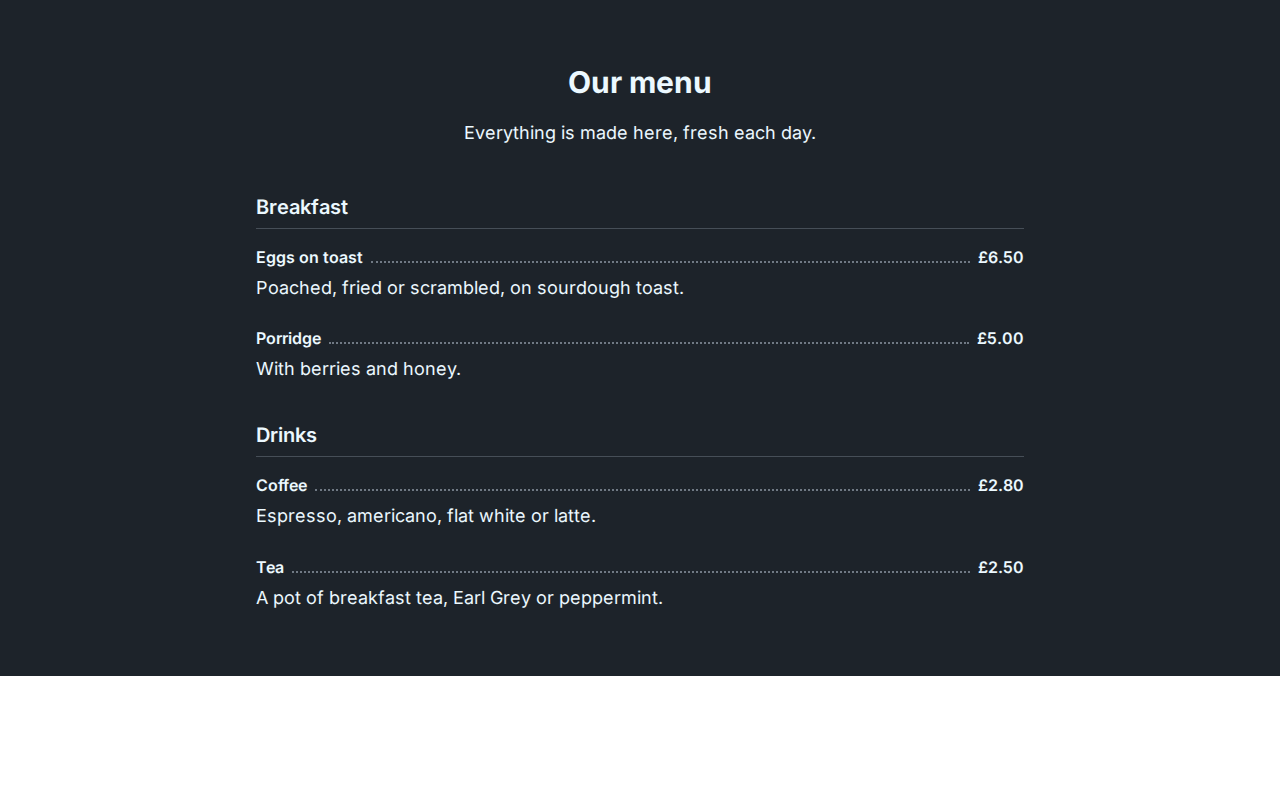 Our menu
Everything is made here, fresh each day.
Breakfast
Eggs on toast £6.50
Poached, fried or scrambled, on sourdough toast.
Porridge £5.00
With berries and honey.
Drinks
Coffee £2.80
Espresso, americano, flat white or latte.
Tea £2.50
A pot of breakfast tea, Earl Grey or peppermint.